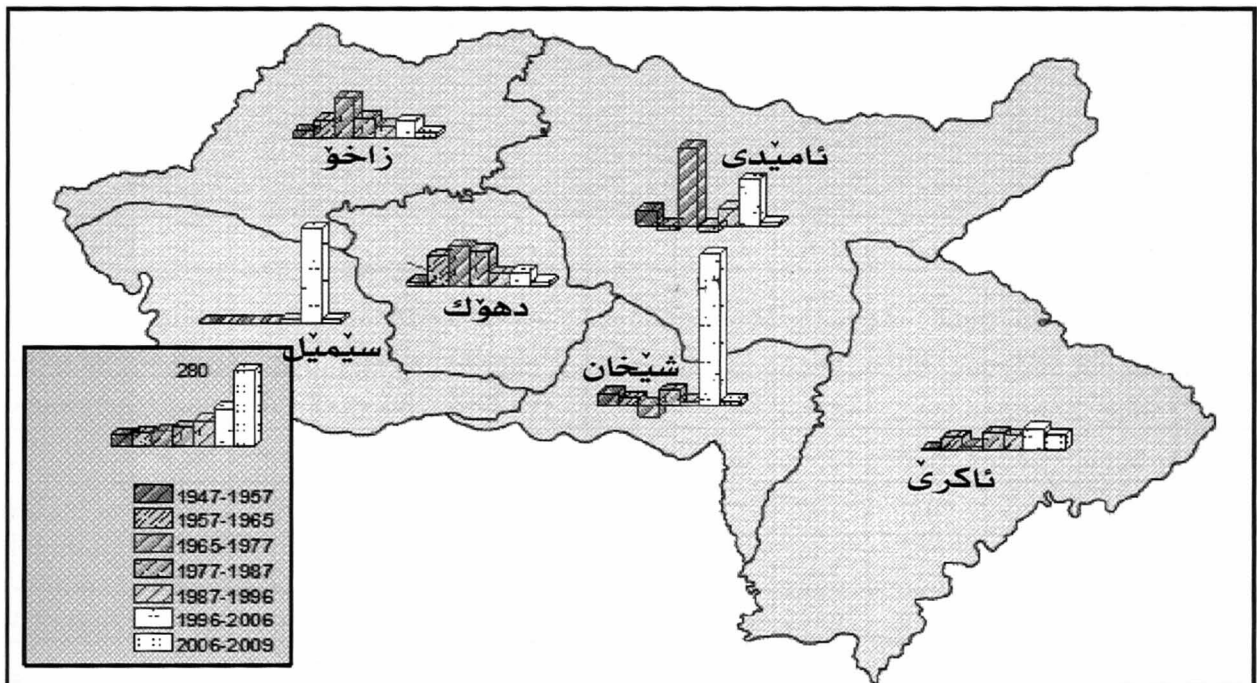 زاخۆ
ئامێدی
دهۆك
سێمێل
شێخان
ئاكرێ
280
1947-1957
1957-1965
1965-1977
1977-1987
1987-1996
1996-2006
2006-2009